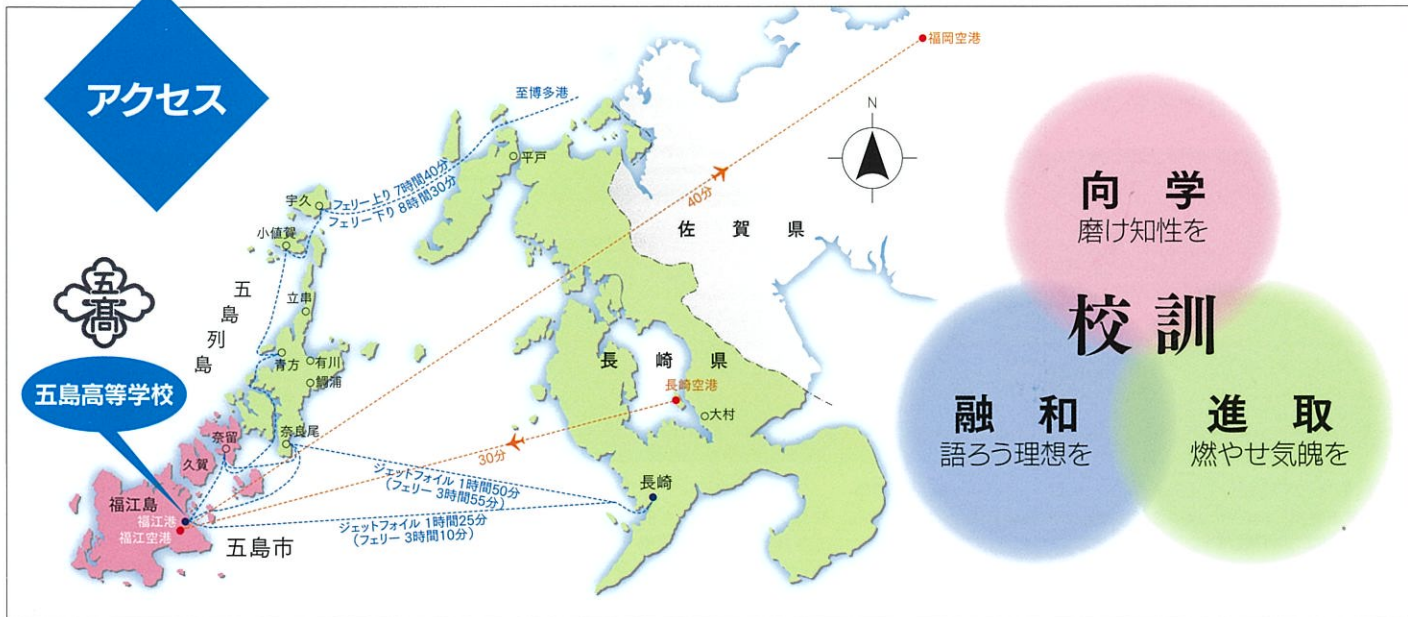 アクセス
福岡空港
至博多港
N
平戸
フェリー上り 7時間40分
フェリー下り 8時間30分
40分
宇久
小値賀
佐賀県
五島列島
立串
五高
青方
有川
鯛浦
長崎県
長崎空港
大村
五島高等学校
奈良尾
奈留
30分
久賀
ジェットフォイル 1時間50分
(フェリー 3時間55分)
長崎
福江島
福江港
福江空港
ジェットフォイル 1時間25分
(フェリー 3時間10分)
五島市
向学
磨け知性を
校訓
融和
語ろう理想を
進取
燃やせ気魄を